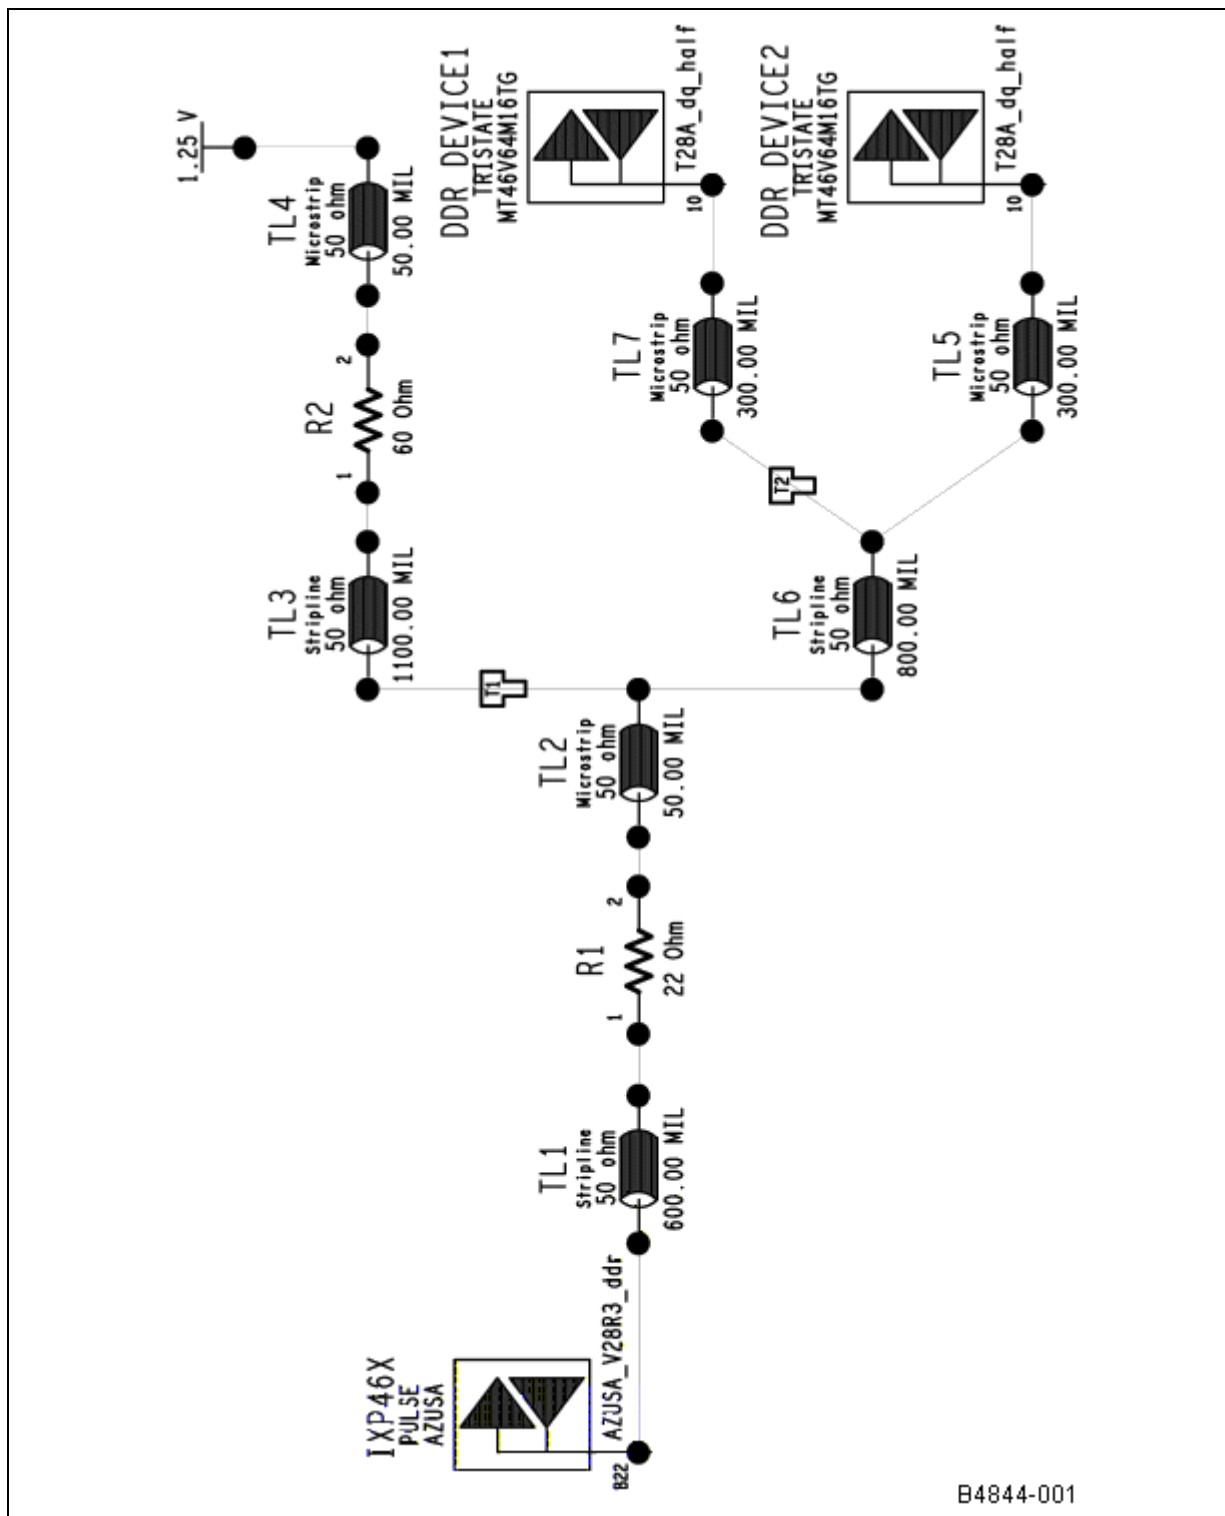 1.25 V
TL4
Microstrip
50 ohm
50.00 MIL
R2
2
1
60 Ohm
TL3
Stripline
50 ohm
1100.00 MIL
T1
DDR DEVICE1
TRISTATE
MT46V64M16TG
T28A_dq_half
10
TL7
Microstrip
50 ohm
300.00 MIL
T2
DDR DEVICE2
TRISTATE
MT46V64M16TG
T28A_dq_half
10
TL5
Microstrip
50 ohm
300.00 MIL
TL6
Stripline
50 ohm
800.00 MIL
TL2
Microstrip
50 ohm
50.00 MIL
R1
2
1
22 Ohm
TL1
Stripline
50 ohm
600.00 MIL
IXP46X
PULSE
AZUSA
AZUSA_V28R3_ddr
B22
B4844-001